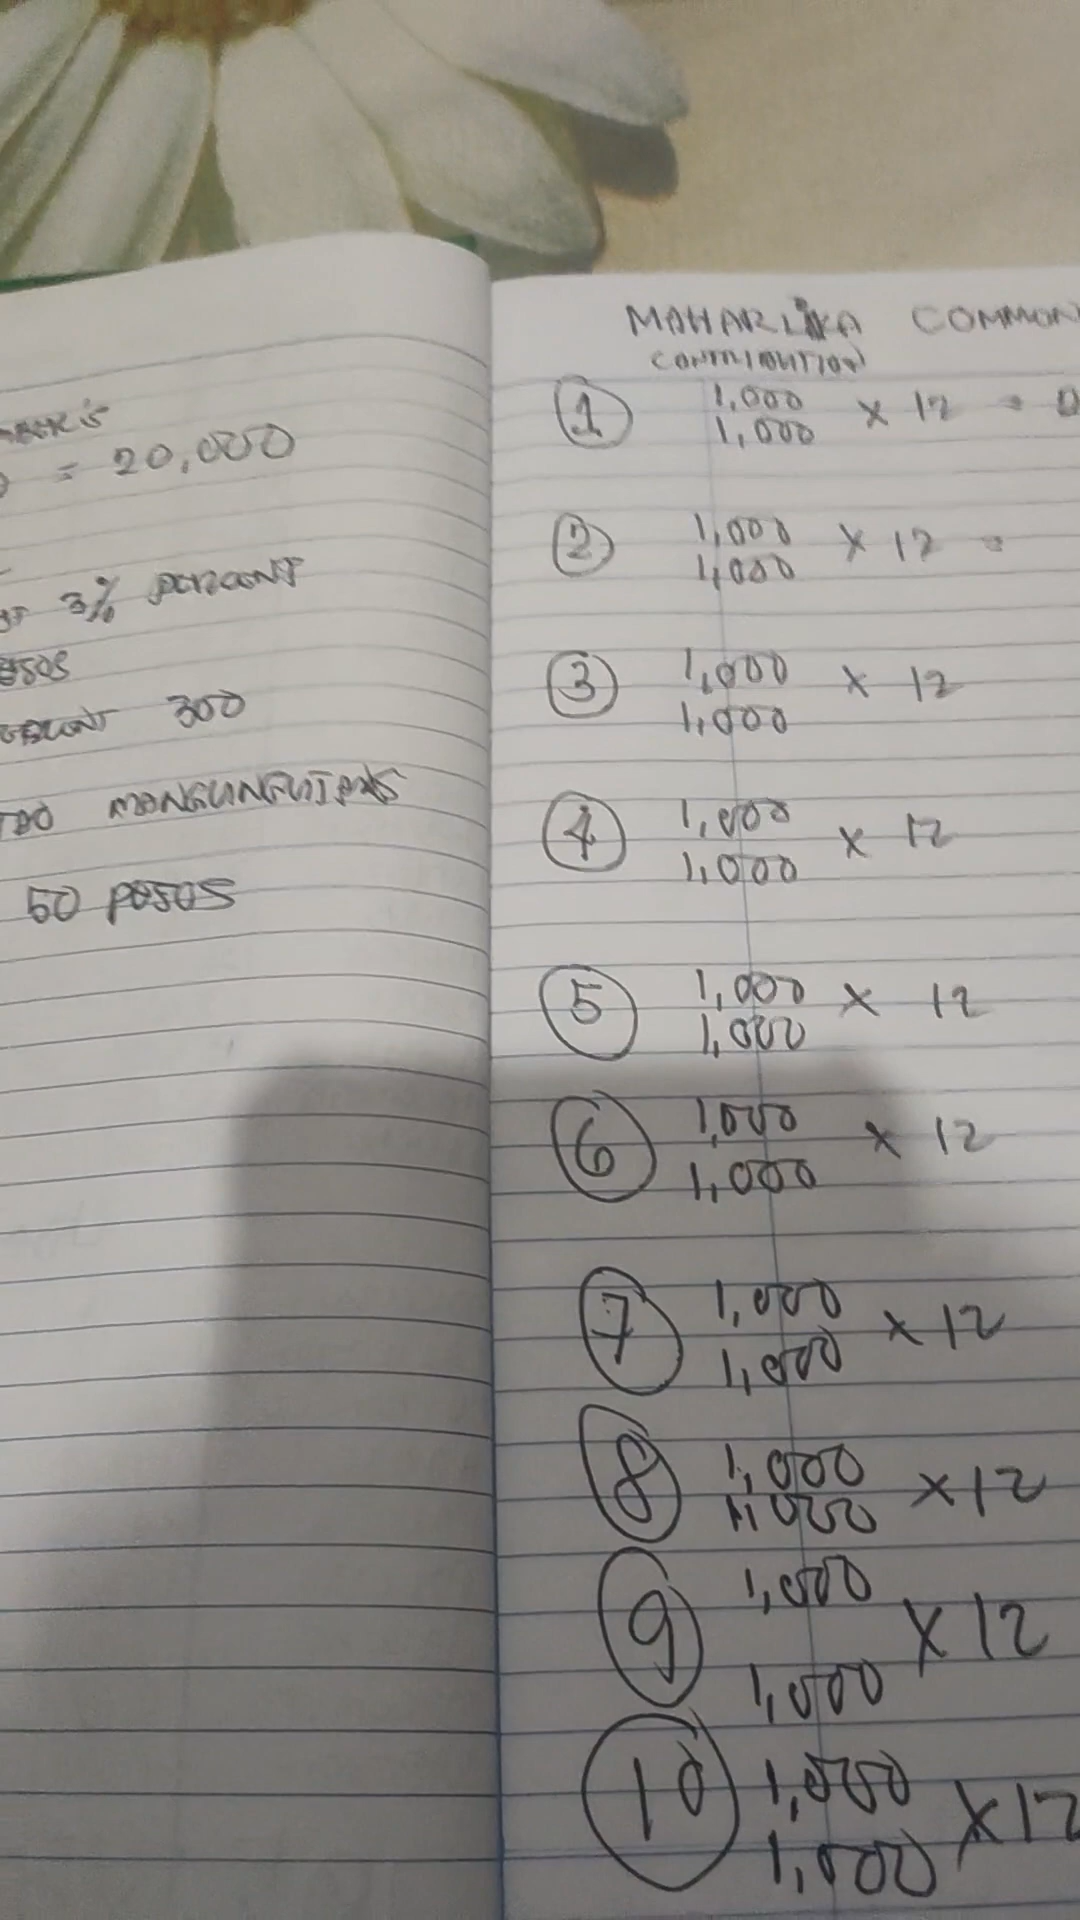 = 20,000
3% PERCENT
300
50 PESOS
MAHARLIKA COMMON
CONTRIBUTION
1 1,000 x 12 =
1,000
2 1,000 x 12 =
1,000
3 1,000 x 12
1,000
4 1,000 x 12
1,000
5 1,000 x 12
1,000
6 1,000 x 12
1,000
7 1,000 x 12
1,000
8 1,000 x 12
1,000
9 1,000 x 12
1,000
10 1,000 x 12
1,000